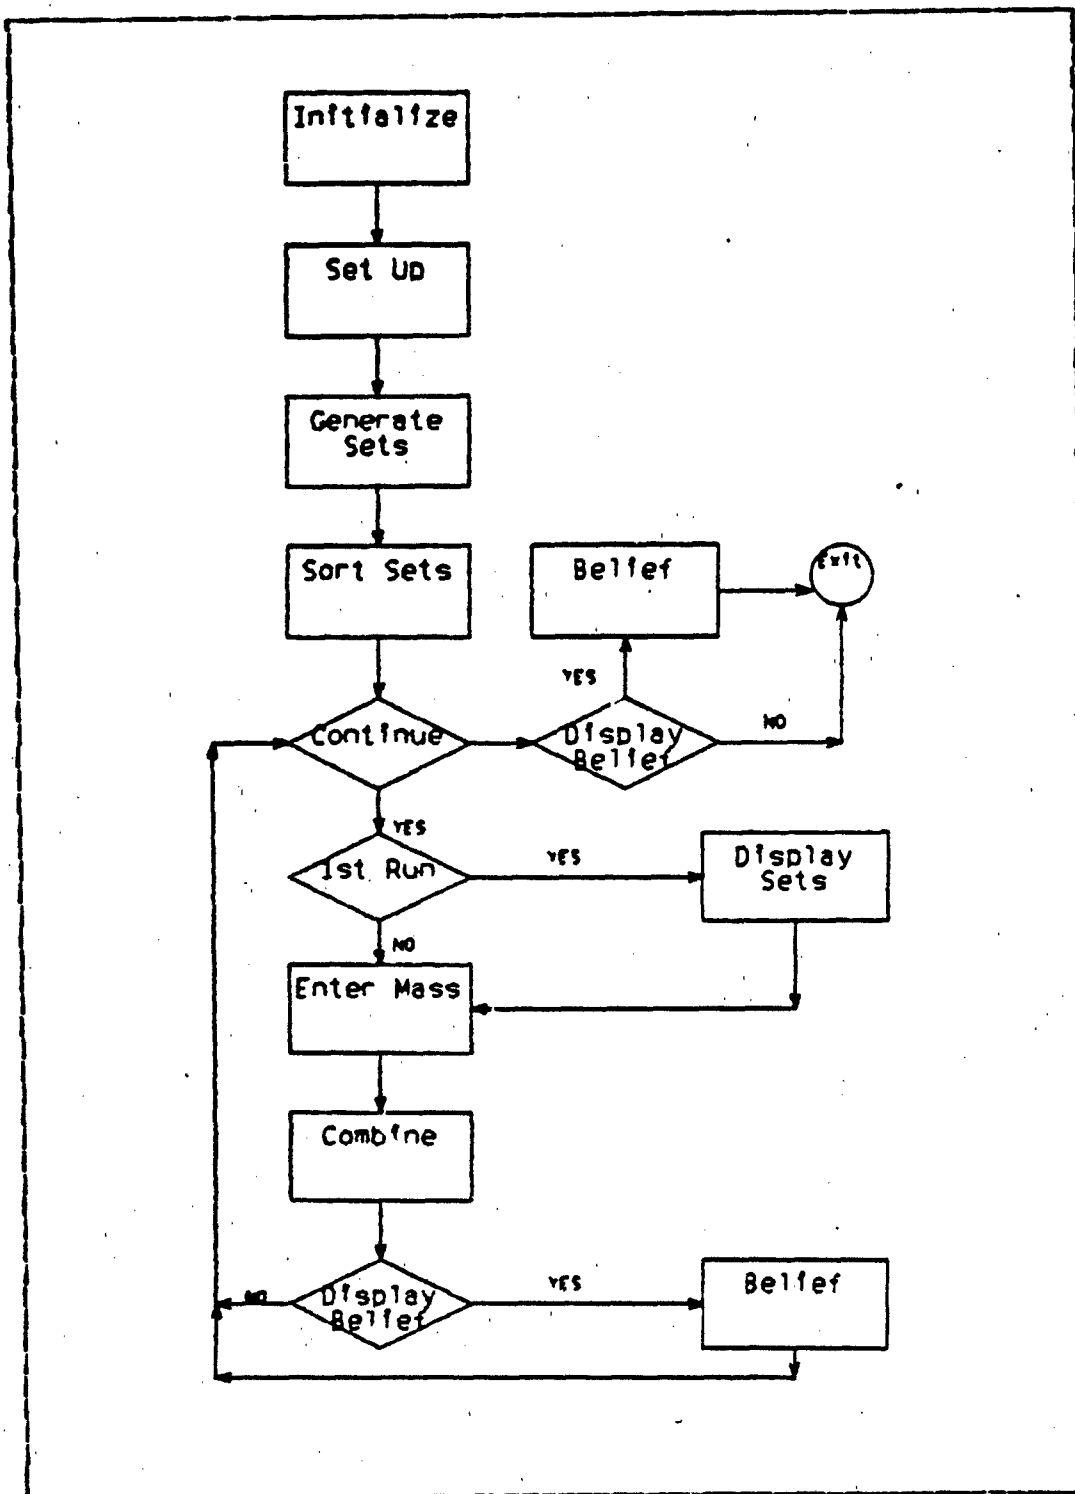 Initialize
Set Up
Generate
Sets
Sort Sets
Belief
Exit
YES
Continue
Display
Belief
NO
YES
1st Run
YES
Display
Sets
NO
Enter Mass
Combine
NO
Display
Belief
YES
Belief